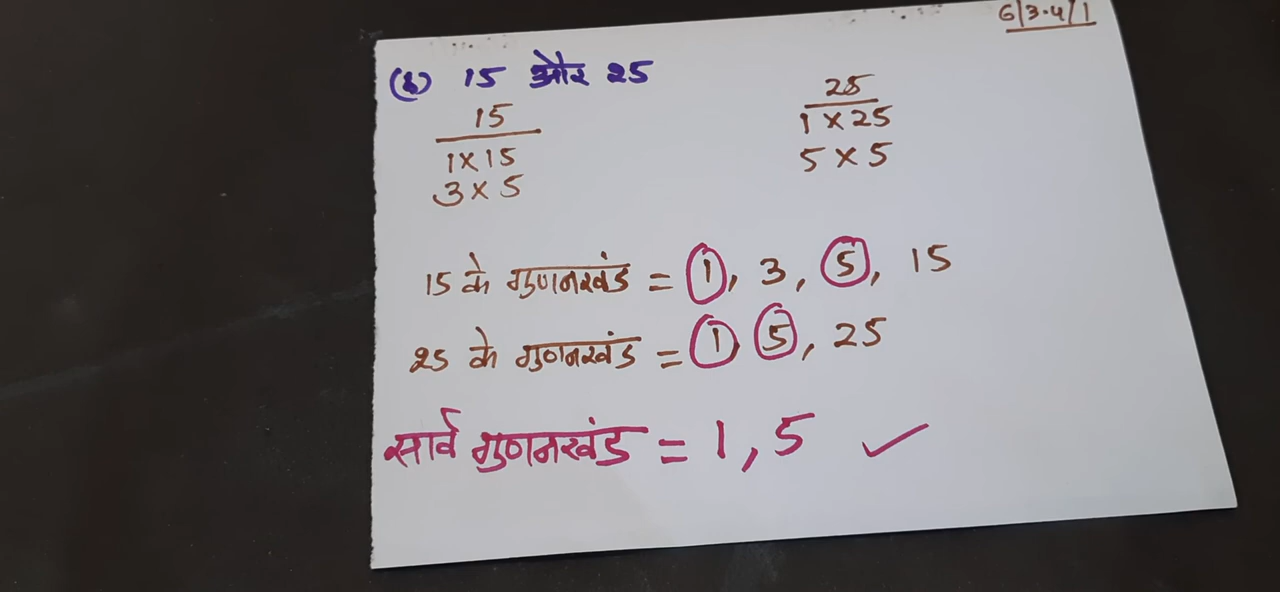 6/3.4/1
(b) 15 और 25
15
1 × 15
3 × 5
25
1 × 25
5 × 5
15 के गुणनखंड = 1, 3, 5, 15
25 के गुणनखंड = 1, 5, 25
सार्व गुणनखंड = 1, 5 ✓